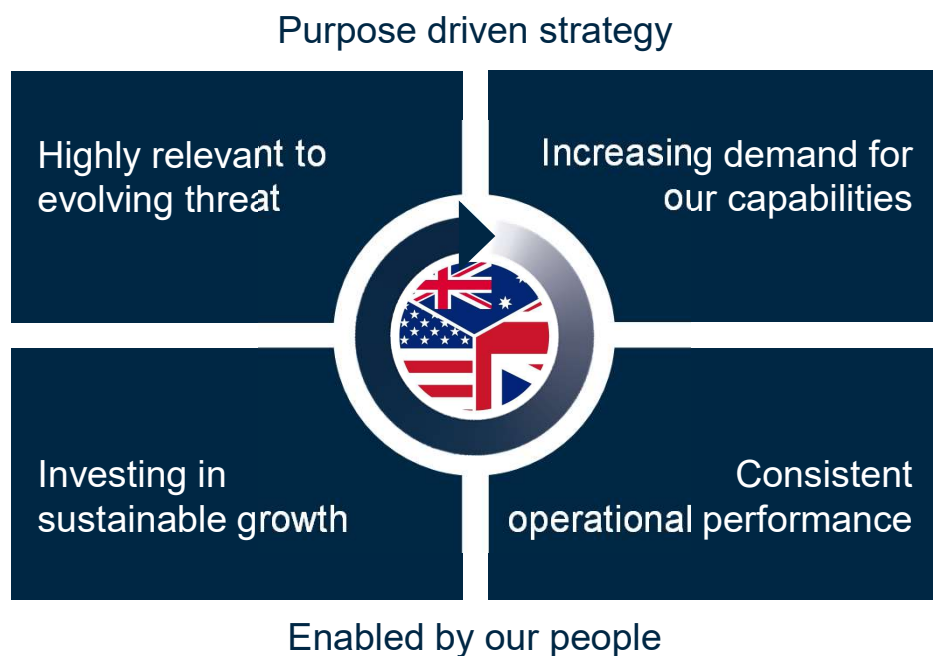 Purpose driven strategy
Highly relevant to
evolving threat
Increasing demand for
our capabilities
Investing in
sustainable growth
Consistent
operational performance
Enabled by our people